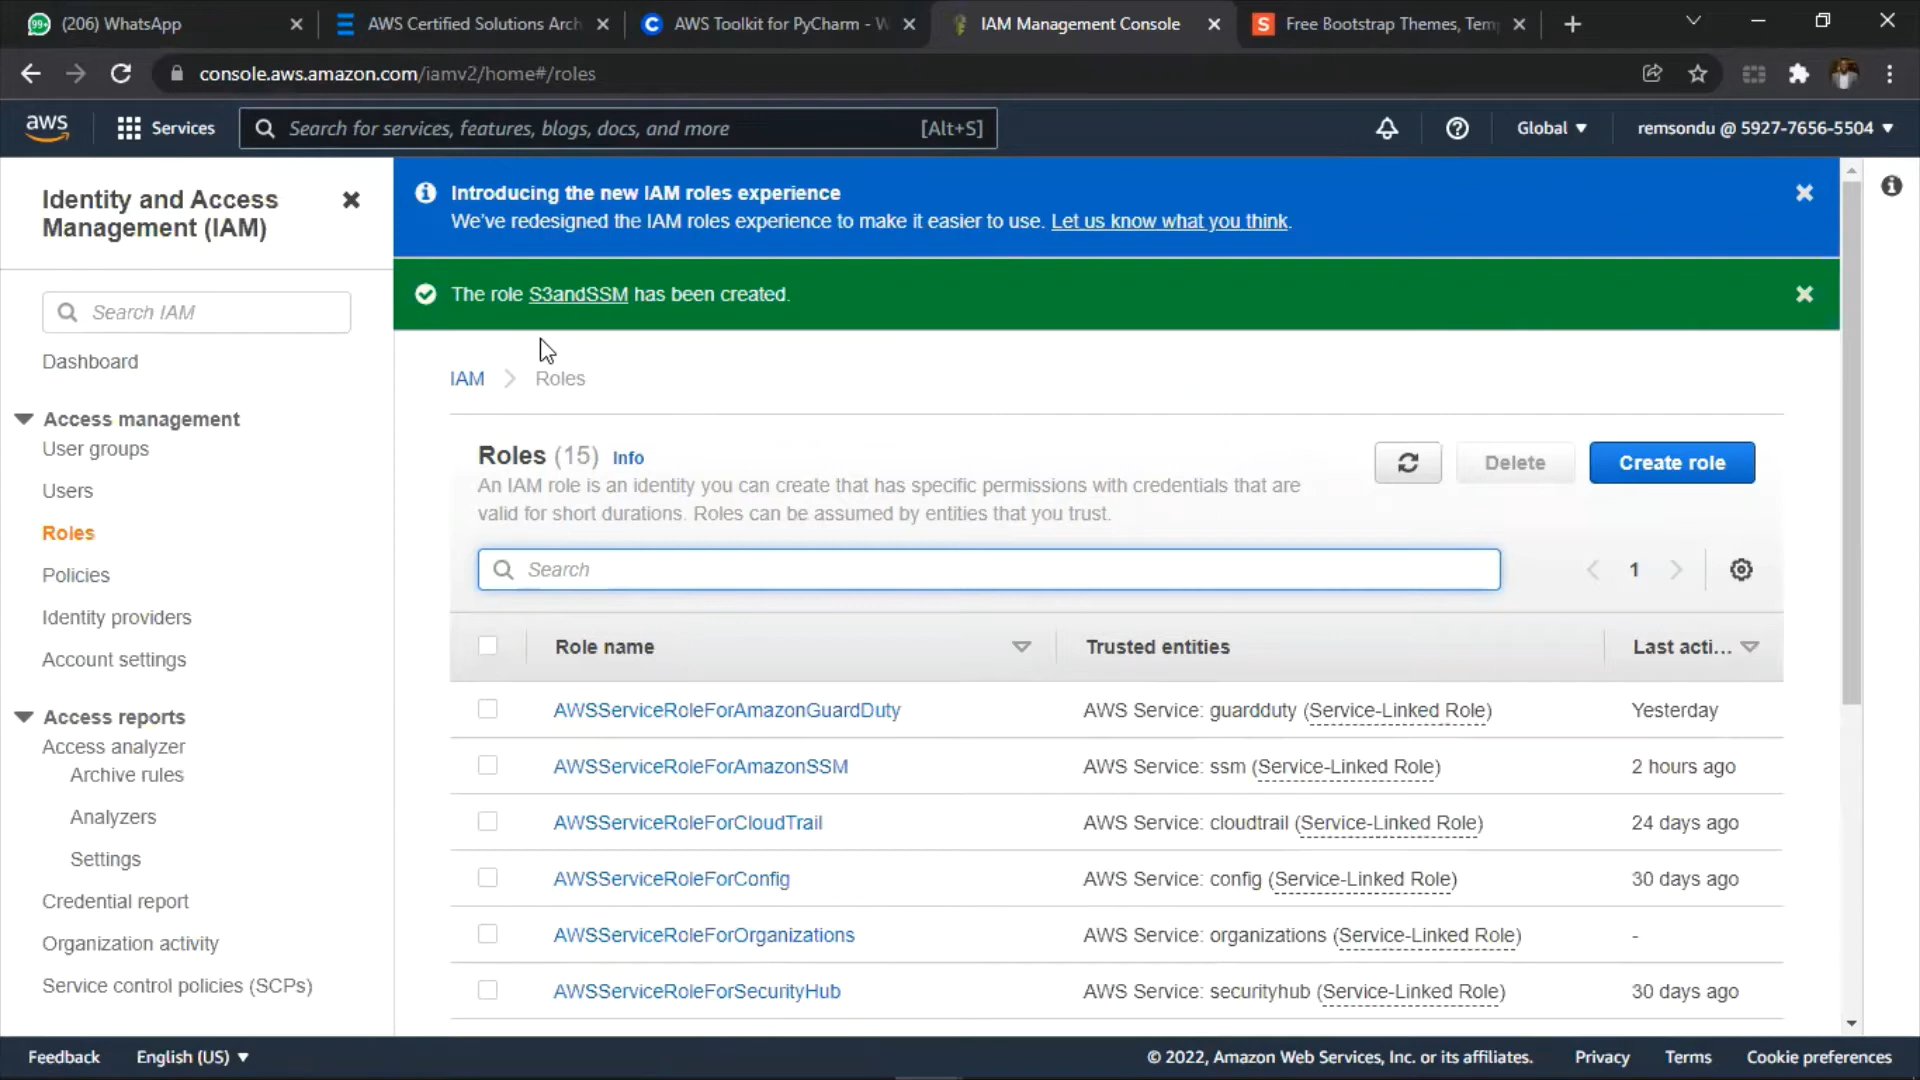 99+
(206) WhatsApp
AWS Certified Solutions Arch
AWS Toolkit for PyCharm - W
IAM Management Console
Free Bootstrap Themes, Temp
console.aws.amazon.com/iamv2/home#/roles
aws
Services
Search for services, features, blogs, docs, and more
[Alt+S]
Global
remsondu @ 5927-7656-5504
Identity and Access
Management (IAM)
Search IAM
Dashboard
Access management
User groups
Users
Roles
Policies
Identity providers
Account settings
Access reports
Access analyzer
Archive rules
Analyzers
Settings
Credential report
Organization activity
Service control policies (SCPs)
Introducing the new IAM roles experience
We've redesigned the IAM roles experience to make it easier to use. Let us know what you think.
The role S3andSSM has been created.
IAM > Roles
Roles (15) Info
An IAM role is an identity you can create that has specific permissions with credentials that are
valid for short durations. Roles can be assumed by entities that you trust.
Delete
Create role
Search
1
Role name Trusted entities Last acti...
AWSServiceRoleForAmazonGuardDuty AWS Service: guardduty (Service-Linked Role) Yesterday
AWSServiceRoleForAmazonSSM AWS Service: ssm (Service-Linked Role) 2 hours ago
AWSServiceRoleForCloudTrail AWS Service: cloudtrail (Service-Linked Role) 24 days ago
AWSServiceRoleForConfig AWS Service: config (Service-Linked Role) 30 days ago
AWSServiceRoleForOrganizations AWS Service: organizations (Service-Linked Role) -
AWSServiceRoleForSecurityHub AWS Service: securityhub (Service-Linked Role) 30 days ago
Feedback
English (US)
© 2022, Amazon Web Services, Inc. or its affiliates.
Privacy
Terms
Cookie preferences